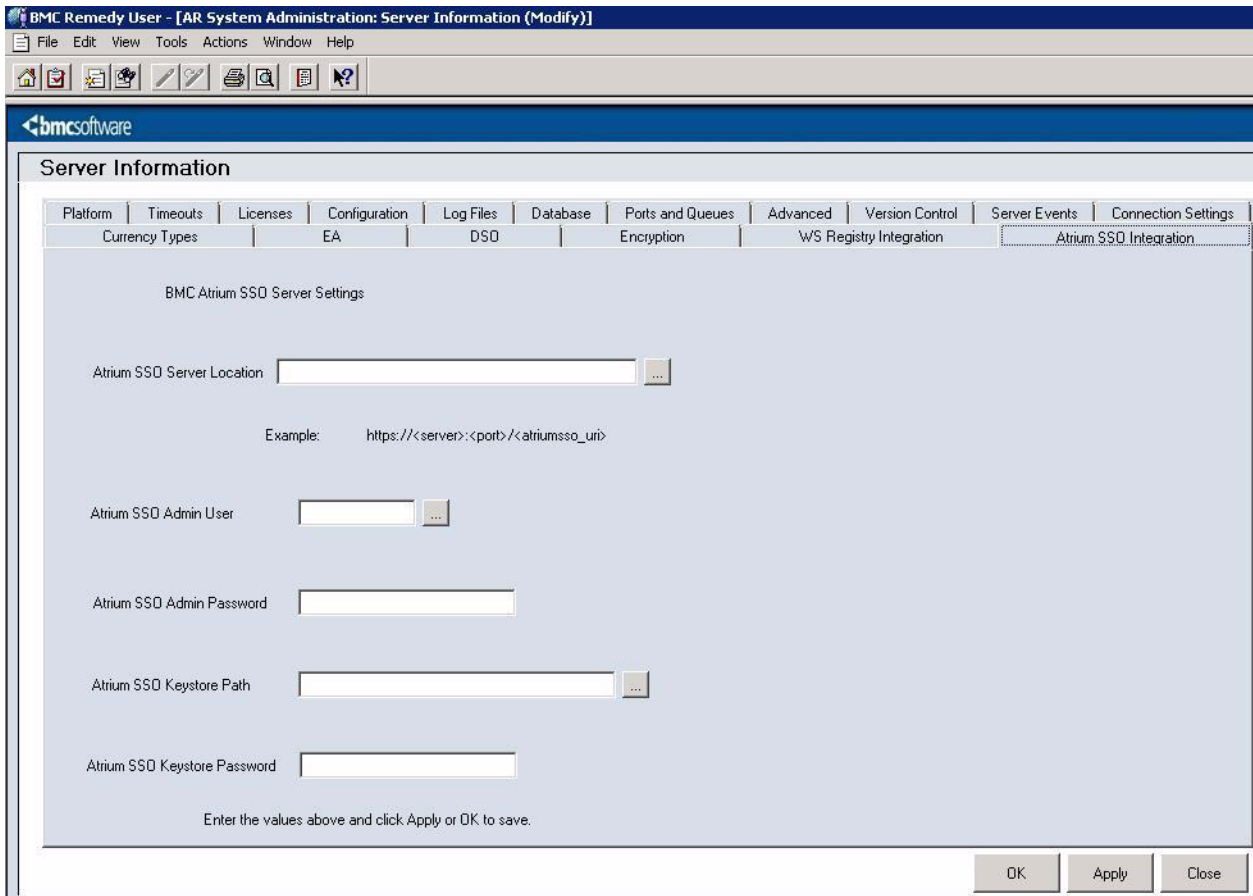 BMC Remedy User - [AR System Administration: Server Information (Modify)]
File Edit View Tools Actions Window Help
bmcsoftware
Server Information
Platform Timeouts Licenses Configuration Log Files Database Ports and Queues Advanced Version Control Server Events Connection Settings
Currency Types EA DSO Encryption WS Registry Integration Atrium SSO Integration
BMC Atrium SSO Server Settings
Atrium SSO Server Location ...
Example: https://<server>:<port>/<atriumsso_uri>
Atrium SSO Admin User ...
Atrium SSO Admin Password
Atrium SSO Keystore Path ...
Atrium SSO Keystore Password
Enter the values above and click Apply or OK to save.
OK Apply Close